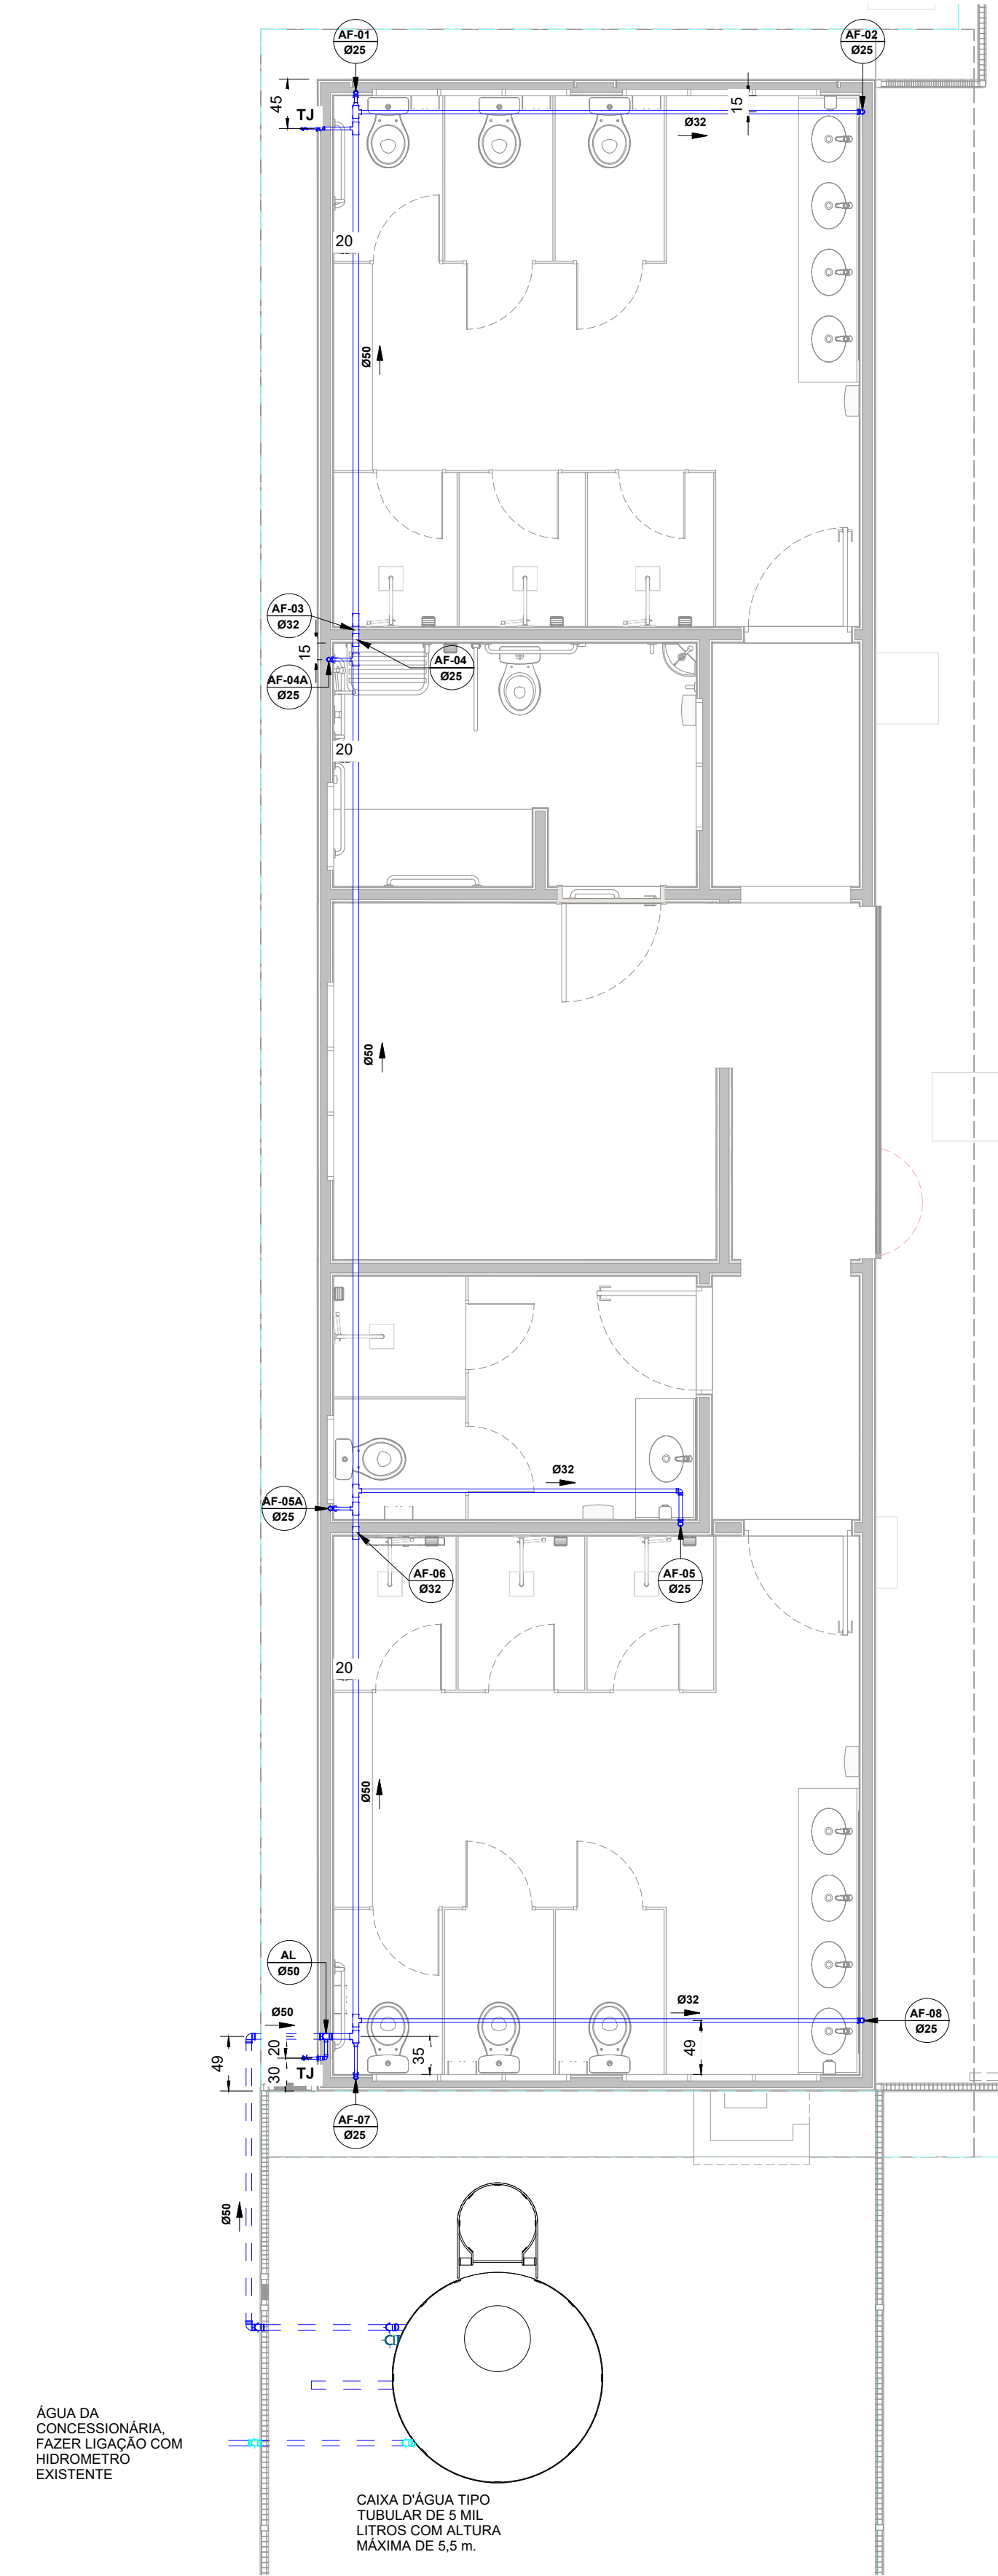 AF-01
Ø25
AF-02
Ø25
45
TJ
15
Ø32
20
Ø50
AF-03
Ø32
15
AF-04
Ø25
AF-04A
Ø25
20
Ø50
Ø32
AF-05A
Ø25
AF-06
Ø32
AF-05
Ø25
20
Ø50
AL
Ø50
Ø50
Ø32
AF-08
Ø25
49
20
30
TJ
35
49
AF-07
Ø25
Ø50
ÁGUA DA
CONCESSIONÁRIA,
FAZER LIGAÇÃO COM
HIDROMETRO
EXISTENTE
CAIXA D'ÁGUA TIPO
TUBULAR DE 5 MIL
LITROS COM ALTURA
MÁXIMA DE 5,5 m.